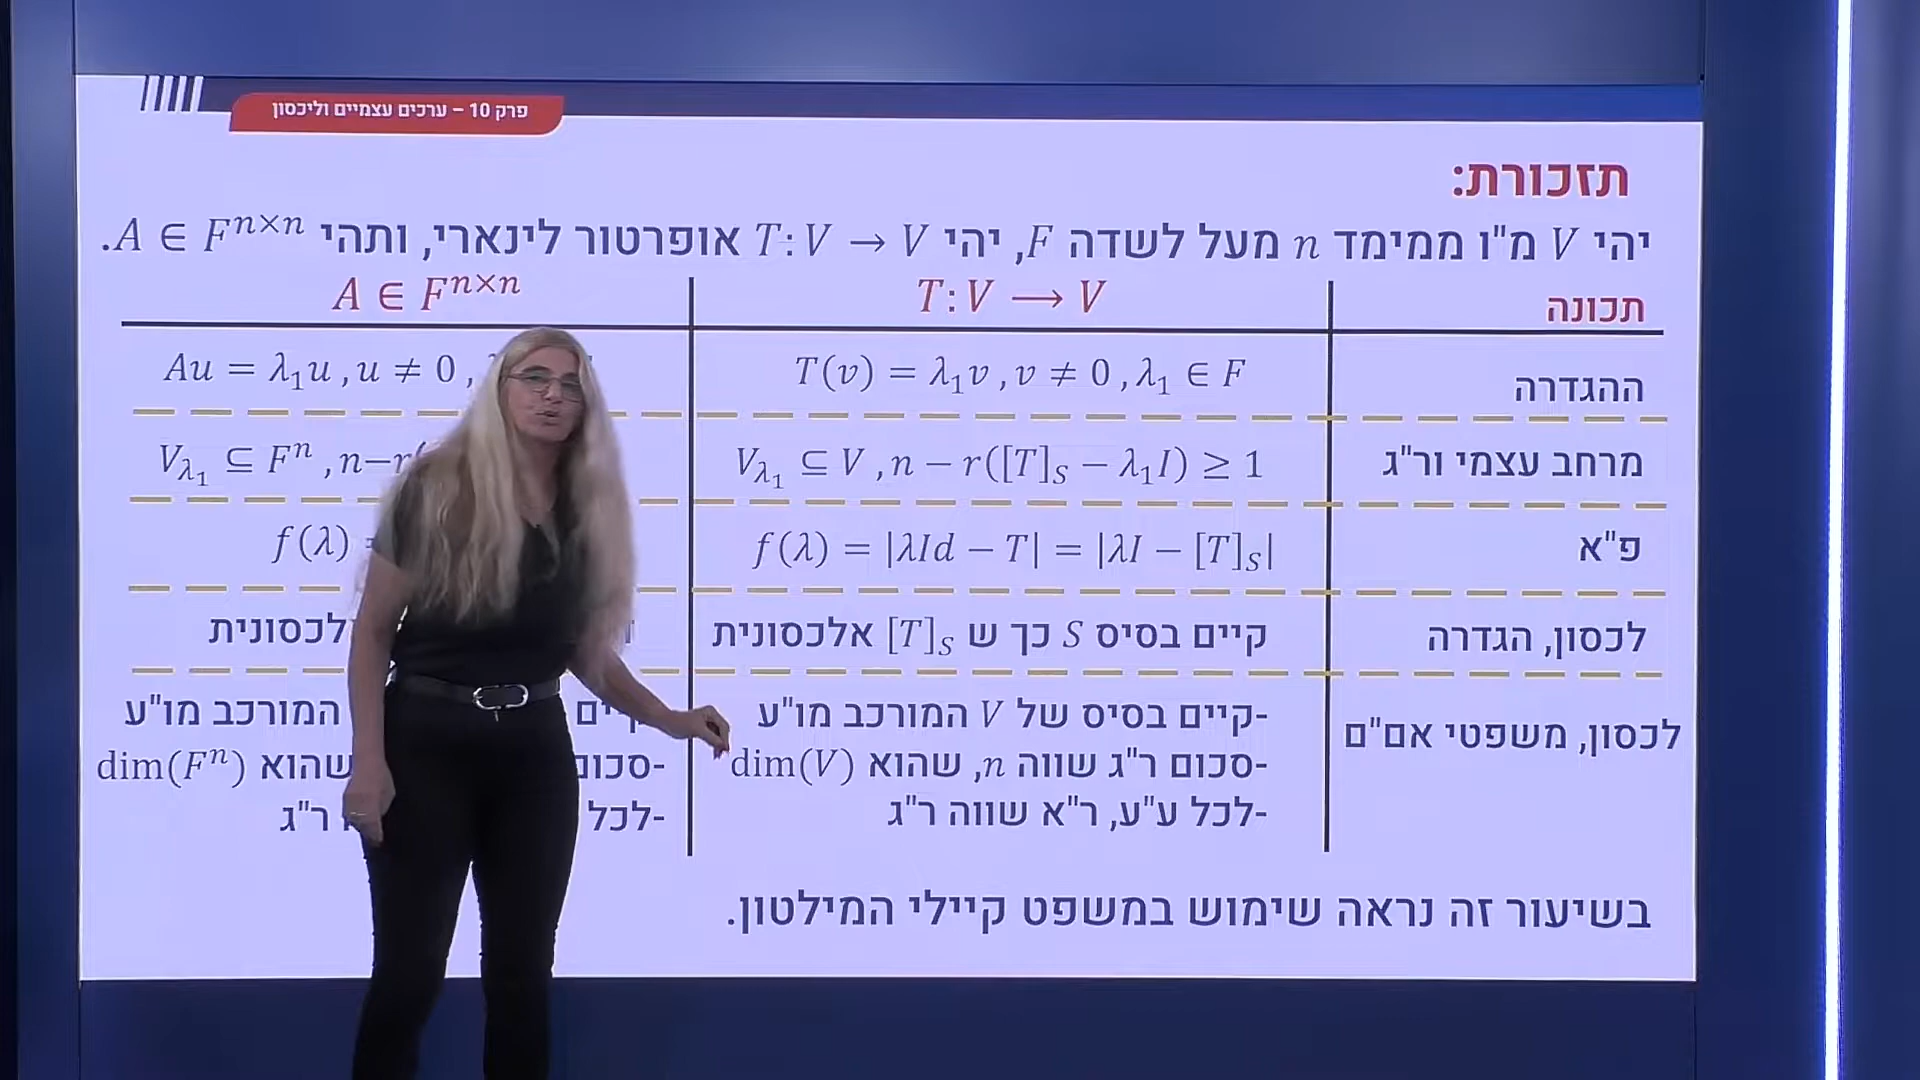 פרק 10 – ערכים עצמיים וליכסון
תזכורת:
יהי V מ"ו ממימד n מעל לשדה F, יהי T: V → V אופרטור לינארי, ותהי A ∈ F^{n×n}.
תכונה T: V ⟶ V A ∈ F^{n×n}
ההגדרה T(v) = λ₁v , v ≠ 0 , λ₁ ∈ F Au = λ₁u , u ≠ 0 ,
מרחב עצמי ור"ג V_{λ₁} ⊆ V , n − r([T]_S − λ₁I) ≥ 1 V_{λ₁} ⊆ F^n , n−r(
פ"א f(λ) = |λId − T| = |λI − [T]_S| f(λ)
לכסון, הגדרה קיים בסיס S כך ש [T]_S אלכסונית
לכסון, משפטי אם"ם -קיים בסיס של V המורכב מו"ע המורכב מו"ע
-סכום ר"ג שווה n, שהוא dim(V) -סכום שהוא dim(F^n)
-לכל ע"ע, ר"א שווה ר"ג -לכל ר"ג
בשיעור זה נראה שימוש במשפט קיילי המילטון.